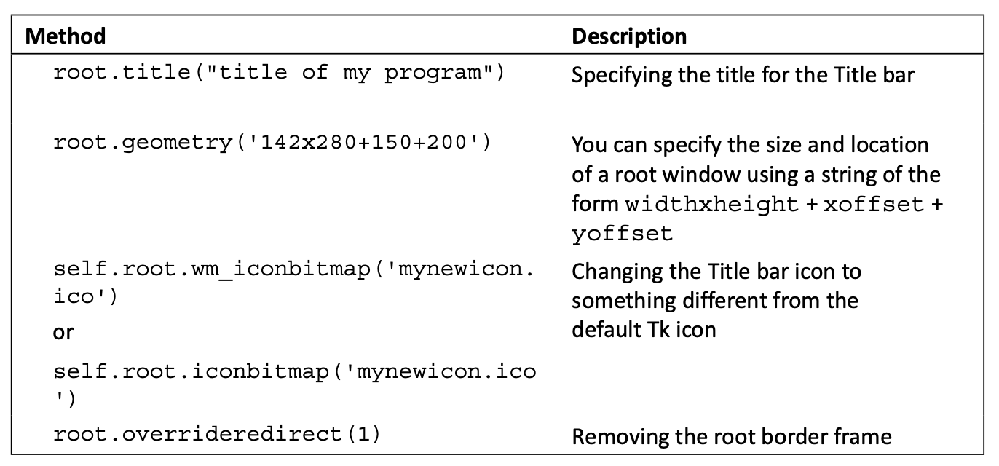 Method Description
root.title("title of my program") Specifying the title for the Title bar
root.geometry('142x280+150+200') You can specify the size and location
of a root window using a string of the
form widthxheight + xoffset +
yoffset
self.root.wm_iconbitmap('mynewicon.
ico')
or
self.root.iconbitmap('mynewicon.ico
')
Changing the Title bar icon to
something different from the
default Tk icon
root.overrideredirect(1) Removing the root border frame